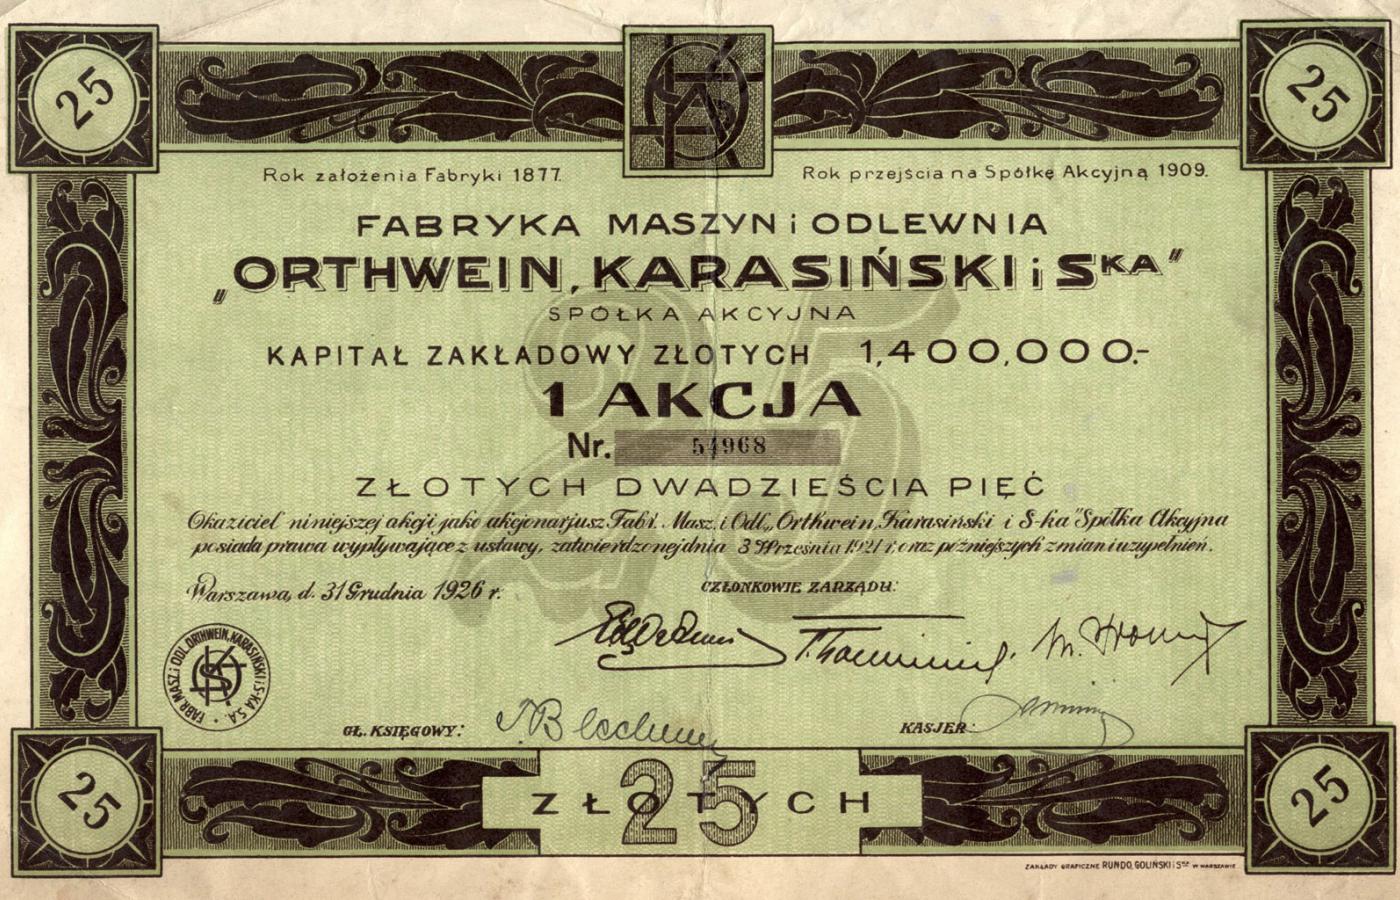 25
25
Rok założenia Fabryki 1877.
Rok przejścia na Spółkę Akcyjną 1909.
FABRYKA MASZYN i ODLEWNIA
„ORTHWEIN, KARASIŃSKI i SKA"
SPÓŁKA AKCYJNA
KAPITAŁ ZAKŁADOWY ZŁOTYCH 1,400,000.-
1 AKCJA
Nr. 54968
ZŁOTYCH DWADZIEŚCIA PIĘĆ
Okaziciel niniejszej akcji jako akcjonarjusz Fabr. Masz. i Odl. „Orthwein, Karasiński i S-ka" Spółka Akcyjna
posiada prawa wypływające z ustawy, zatwierdzonej dnia 3 Września 1921 r. oraz późniejszych zmian i uzupełnień.
Warszawa, d. 31 Grudnia 1926 r.
CZŁONKOWIE ZARZĄDU:
FABR. MASZ. i ODL. ORTHWEIN, KARASIŃSKI i S-KA S.A.
GŁ. KSIĘGOWY:
KASJER:
25
25 ZŁOTYCH
25
ZAKŁADY GRAFICZNE RUNDO, GOLIŃSKI i Ska W WARSZAWIE